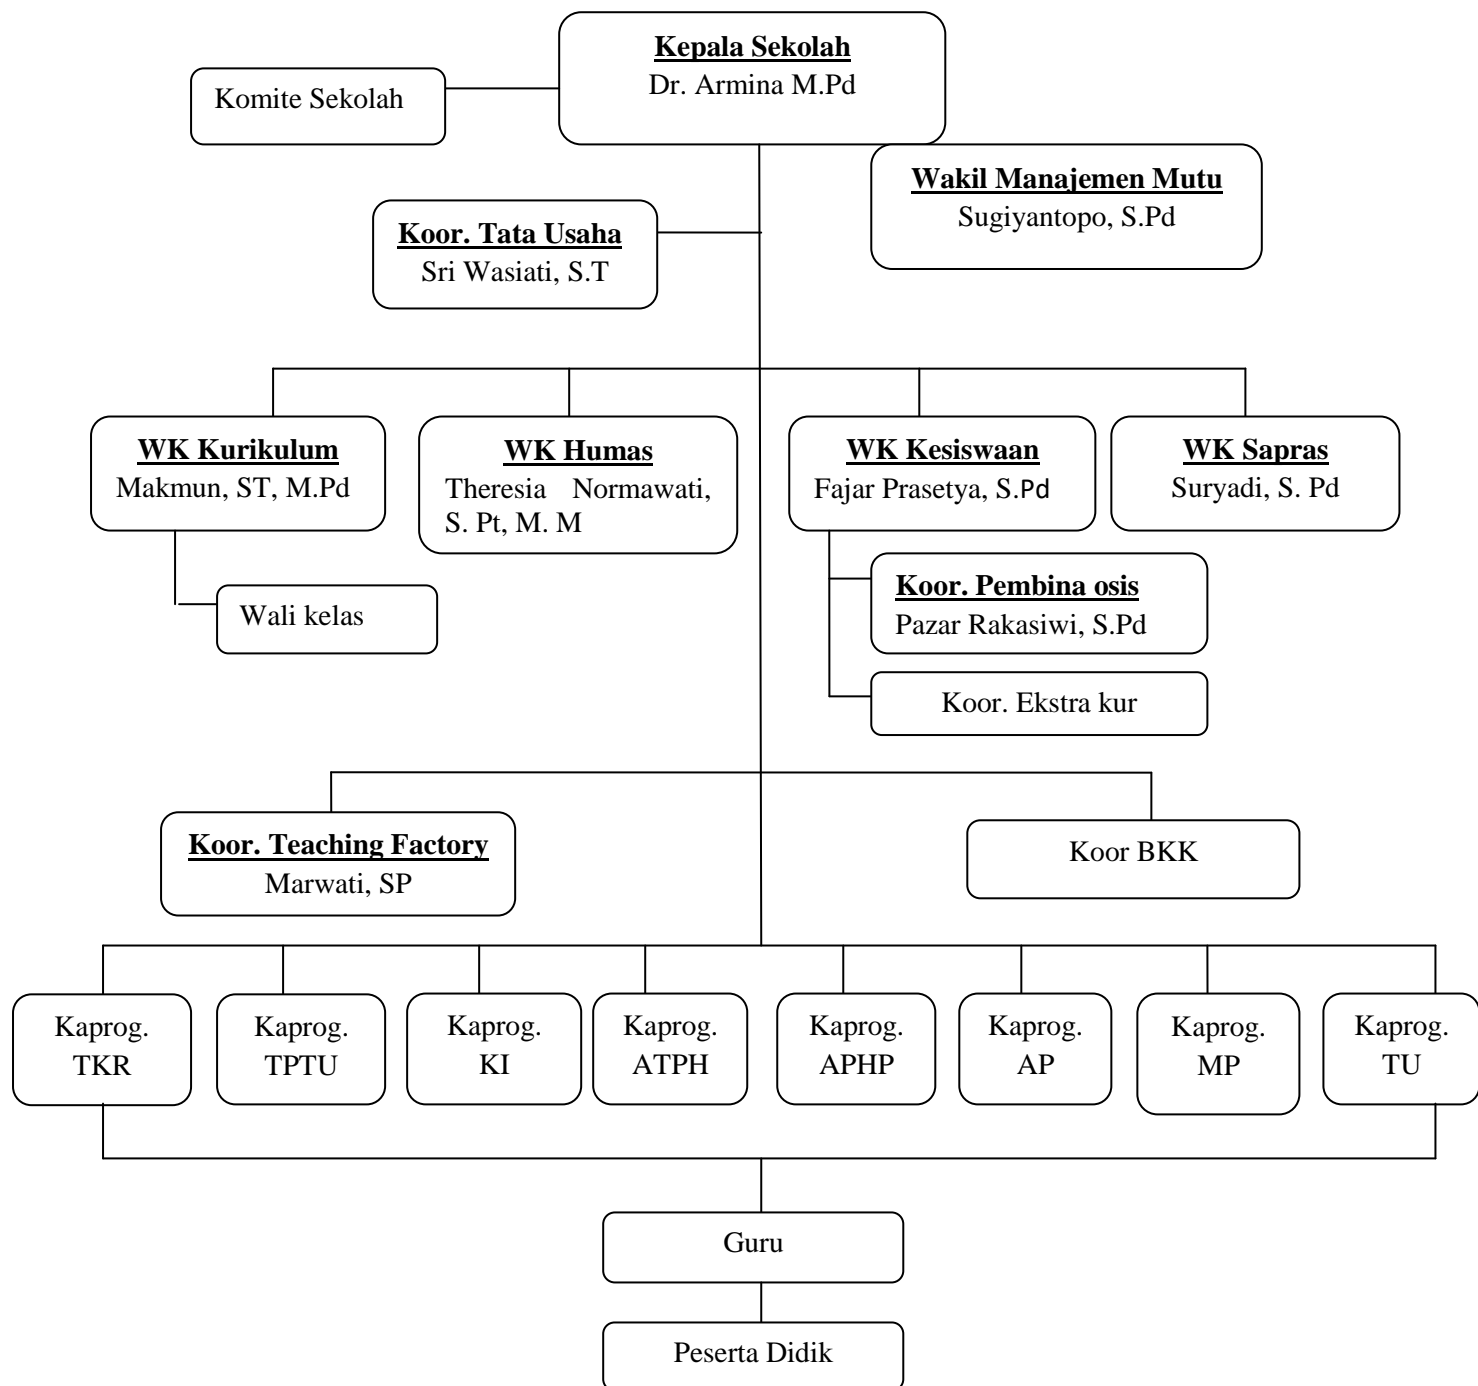 Kepala Sekolah
Dr. Armina M.Pd
Komite Sekolah
Wakil Manajemen Mutu
Sugiyantopo, S.Pd
Koor. Tata Usaha
Sri Wasiati, S.T
WK Kurikulum
Makmun, ST, M.Pd
WK Humas
Theresia Normawati,
S. Pt, M. M
WK Kesiswaan
Fajar Prasetya, S.Pd
WK Sapras
Suryadi, S. Pd
Koor. Pembina osis
Pazar Rakasiwi, S.Pd
Wali kelas
Koor. Ekstra kur
Koor. Teaching Factory
Marwati, SP
Koor BKK
Kaprog.
TKR
Kaprog.
TPTU
Kaprog.
KI
Kaprog.
ATPH
Kaprog.
APHP
Kaprog.
AP
Kaprog.
MP
Kaprog.
TU
Guru
Peserta Didik